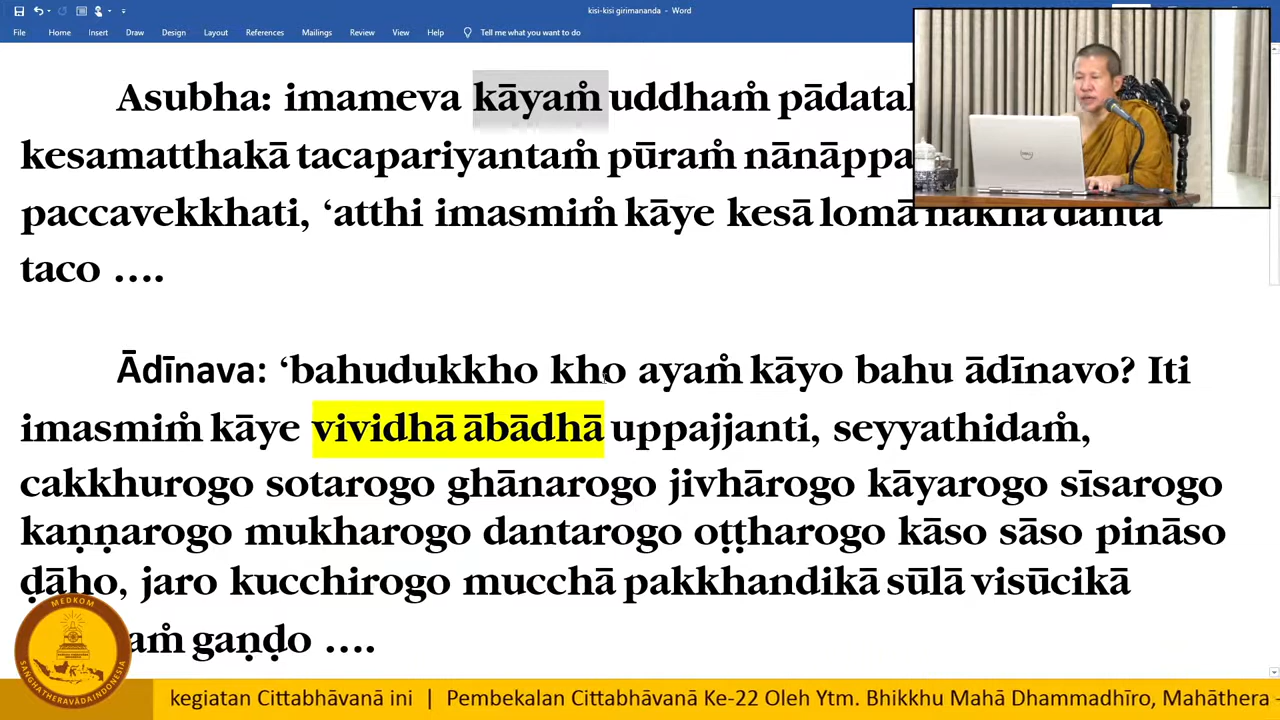 kisi-kisi girimananda - Word
File Home Insert Draw Design Layout References Mailings Review View Help Tell me what you want to do
Asubha: imameva kāyaṁ uddhaṁ
kesamatthakā tacapariyantaṁ pūraṁ
paccavekkhati, ‘atthi imasmiṁ kāye kesā lomā nakhā dantā
taco ….
Ādīnava: ‘bahudukkho kho ayaṁ kāyo bahu ādīnavo? Iti
imasmiṁ kāye vividhā ābādhā uppajjanti, seyyathidaṁ,
cakkhurogo sotarogo ghānarogo jivhārogo kāyarogo sīsarogo
kaṇṇarogo mukharogo dantarogo oṭṭharogo kāso sāso pināso
ḍāho, jaro kucchirogo mucchā pakkhandikā sūlā visūcikā
gaṇḍo ….
MEDKOM
SANGHATHERAVĀDAINDONESIA
kegiatan Cittabhāvanā ini | Pembekalan Cittabhāvanā Ke-22 Oleh Ytm. Bhikkhu Mahā Dhammadhīro, Mahāthera -